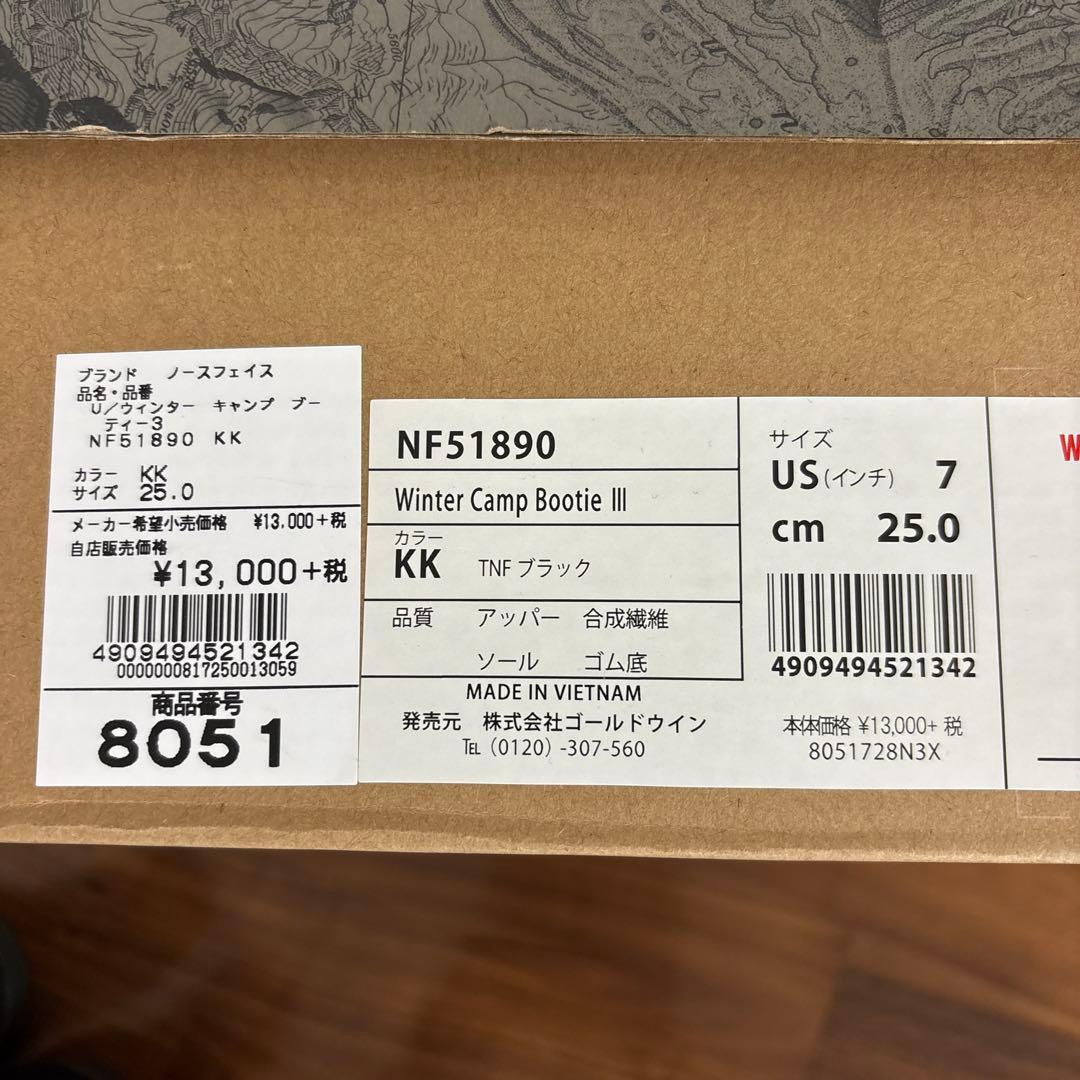 ブランド ノースフェイス
品名・品番
U/ウィンター キャンプ ブー
ティー3
NF51890 KK
カラー KK
サイズ 25.0
メーカー希望小売価格 ¥13,000+税
自店販売価格
¥13,000+税
4909494521342
0000000817250013059
商品番号
8051
NF51890
Winter Camp Bootie III
カラー
KK TNF ブラック
品質 アッパー 合成繊維
ソール ゴム底
MADE IN VIETNAM
発売元 株式会社ゴールドウイン
TEL (0120) -307-560
サイズ
US (インチ) 7
cm 25.0
4909494521342
本体価格 ¥13,000+ 税
8051728N3X
W